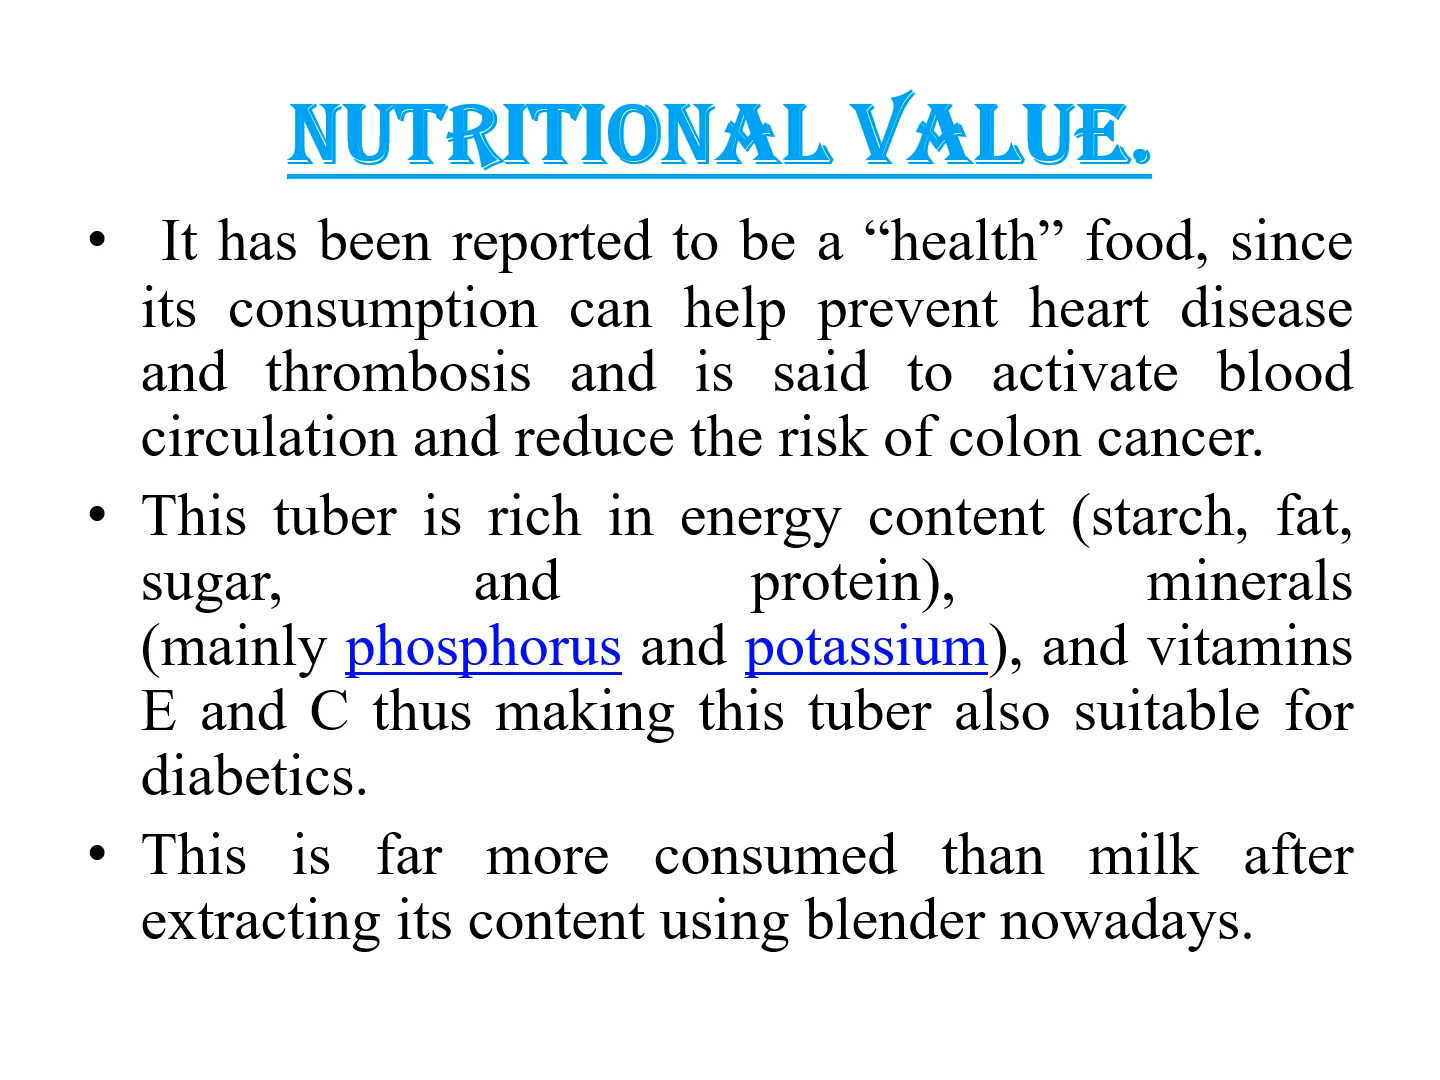 NUTRITIONAL VALUE.
• It has been reported to be a “health” food, since
its consumption can help prevent heart disease
and thrombosis and is said to activate blood
circulation and reduce the risk of colon cancer.
• This tuber is rich in energy content (starch, fat,
sugar, and protein), minerals
(mainly phosphorus and potassium), and vitamins
E and C thus making this tuber also suitable for
diabetics.
• This is far more consumed than milk after
extracting its content using blender nowadays.